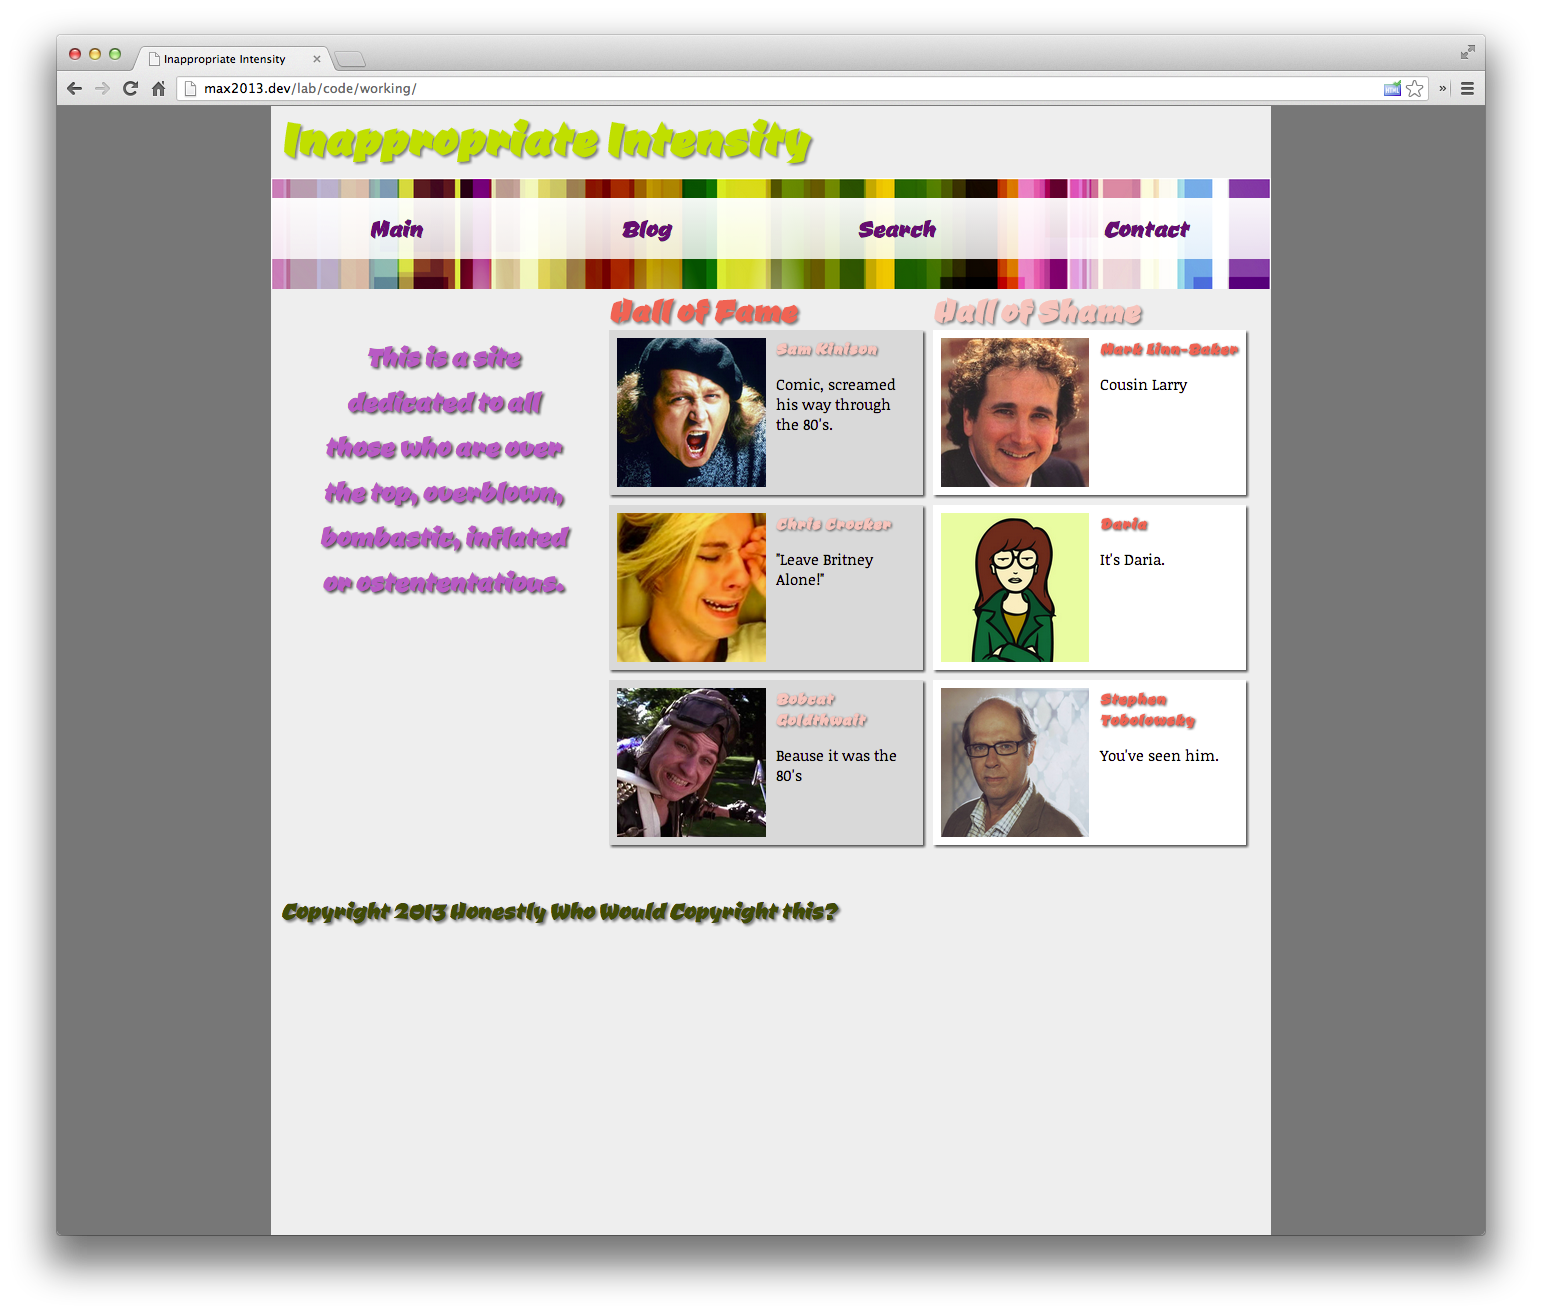 Inappropriate Intensity
max2013.dev/lab/code/working/
Inappropriate Intensity
Main
Blog
Search
Contact
This is a site
dedicated to all
those who are over
the top, overblown,
bombastic, inflated
or ostententatious.
Hall of Fame
Sam Kinison
Comic, screamed
his way through
the 80's.
Chris Crocker
"Leave Britney
Alone!"
Bobcat
Goldthwait
Beause it was the
80's
Hall of Shame
Mark Linn-Baker
Cousin Larry
Daria
It's Daria.
Stephen
Tobolowsky
You've seen him.
Copyright 2013 Honestly Who Would Copyright this?